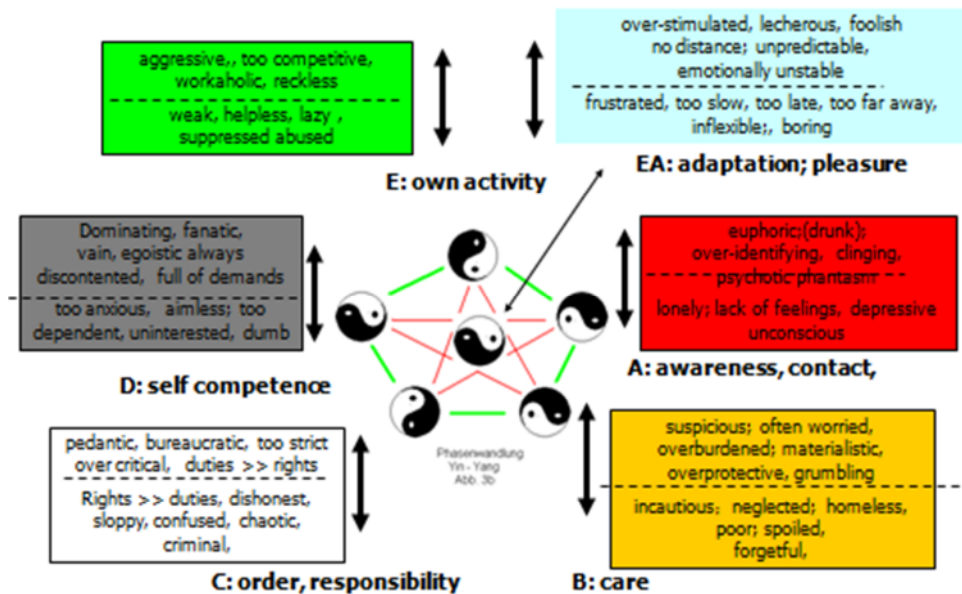 over-stimulated, lecherous, foolish
no distance; unpredictable,
emotionally unstable
frustrated, too slow, too late, too far away,
inflexible;, boring
EA: adaptation; pleasure
aggressive,, too competitive,
workaholic, reckless
weak, helpless, lazy ,
suppressed abused
E: own activity
Dominating, fanatic,
vain, egoistic always
discontented, full of demands
too anxious, aimless; too
dependent, uninterested, dumb
D: self competence
euphoric;(drunk);
over-identifying, clinging,
psychotic phantasm
lonely; lack of feelings, depressive
unconscious
A: awareness, contact,
pedantic, bureaucratic, too strict
over critical, duties >> rights
Rights >> duties, dishonest,
sloppy, confused, chaotic,
criminal,
C: order, responsibility
Phasenwandlung
Yin - Yang
Abb. 3b
suspicious; often worried,
overburdened; materialistic,
overprotective, grumbling
incautious; neglected; homeless,
poor; spoiled,
forgetful,
B: care